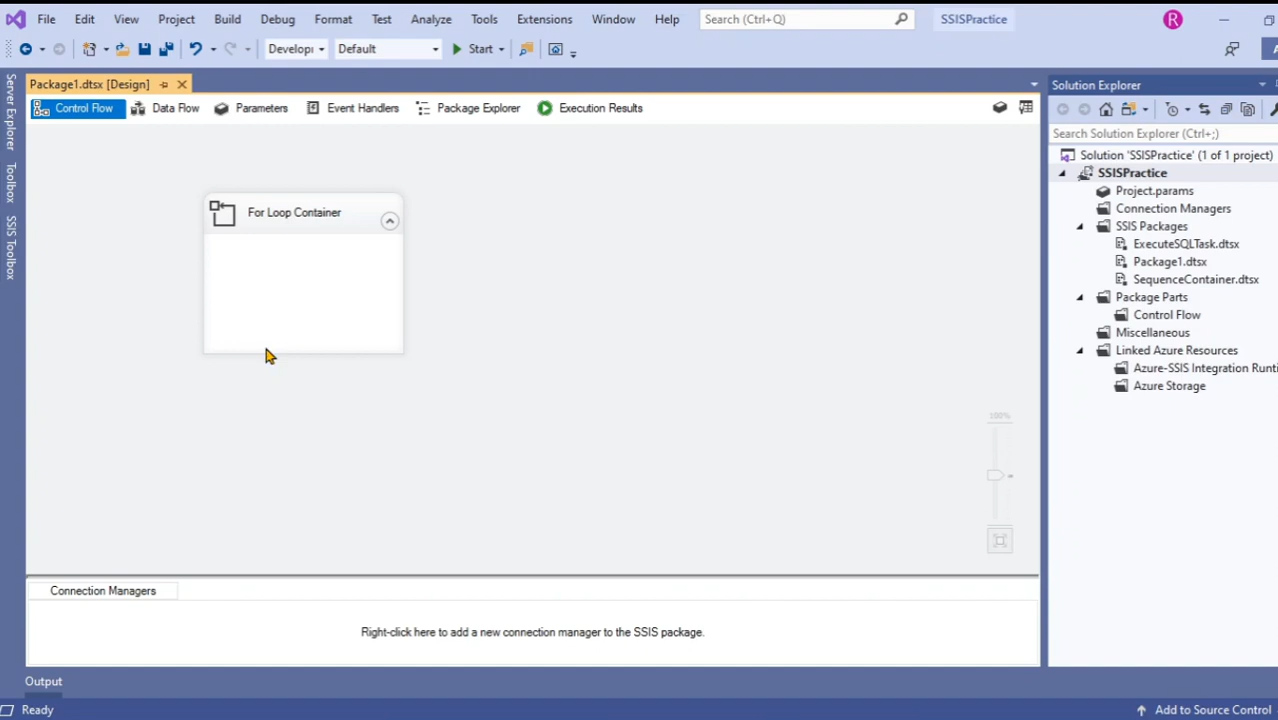 File Edit View Project Build Debug Format Test Analyze Tools Extensions Window Help Search (Ctrl+Q) SSISPractice R
Default Start
Package1.dtsx [Design]
Control Flow Data Flow Parameters Event Handlers Package Explorer Execution Results
Server Explorer
Toolbox
SSIS Toolbox
For Loop Container
100%
Connection Managers
Right-click here to add a new connection manager to the SSIS package.
Output
Ready
Solution Explorer
Search Solution Explorer (Ctrl+;)
Solution 'SSISPractice' (1 of 1 project)
SSISPractice
Project.params
Connection Managers
SSIS Packages
ExecuteSQLTask.dtsx
Package1.dtsx
SequenceContainer.dtsx
Package Parts
Control Flow
Miscellaneous
Linked Azure Resources
Azure-SSIS Integration Runti
Azure Storage
Add to Source Control